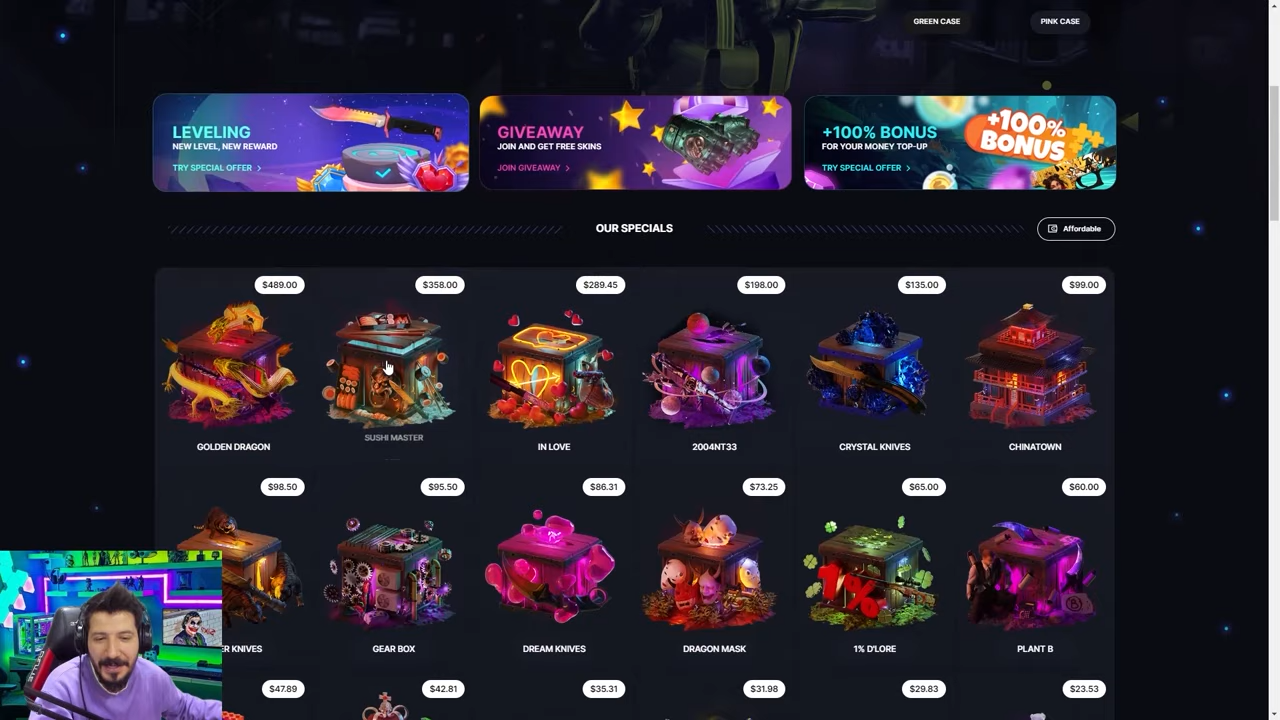 GREEN CASE
PINK CASE
LEVELING
NEW LEVEL, NEW REWARD
TRY SPECIAL OFFER >
GIVEAWAY
JOIN AND GET FREE SKINS
JOIN GIVEAWAY >
+100% BONUS
FOR YOUR MONEY TOP-UP
TRY SPECIAL OFFER >
+100%
BONUS
OUR SPECIALS
Affordable
$489.00
$358.00
$289.45
$198.00
$135.00
$99.00
GOLDEN DRAGON
SUSHI MASTER
IN LOVE
2004NT33
CRYSTAL KNIVES
CHINATOWN
$98.50
$95.50
$86.31
$73.25
$65.00
$60.00
1%
KNIVES
GEAR BOX
DREAM KNIVES
DRAGON MASK
1% D'LORE
PLANT B
$47.89
$42.81
$35.31
$31.98
$29.83
$23.53